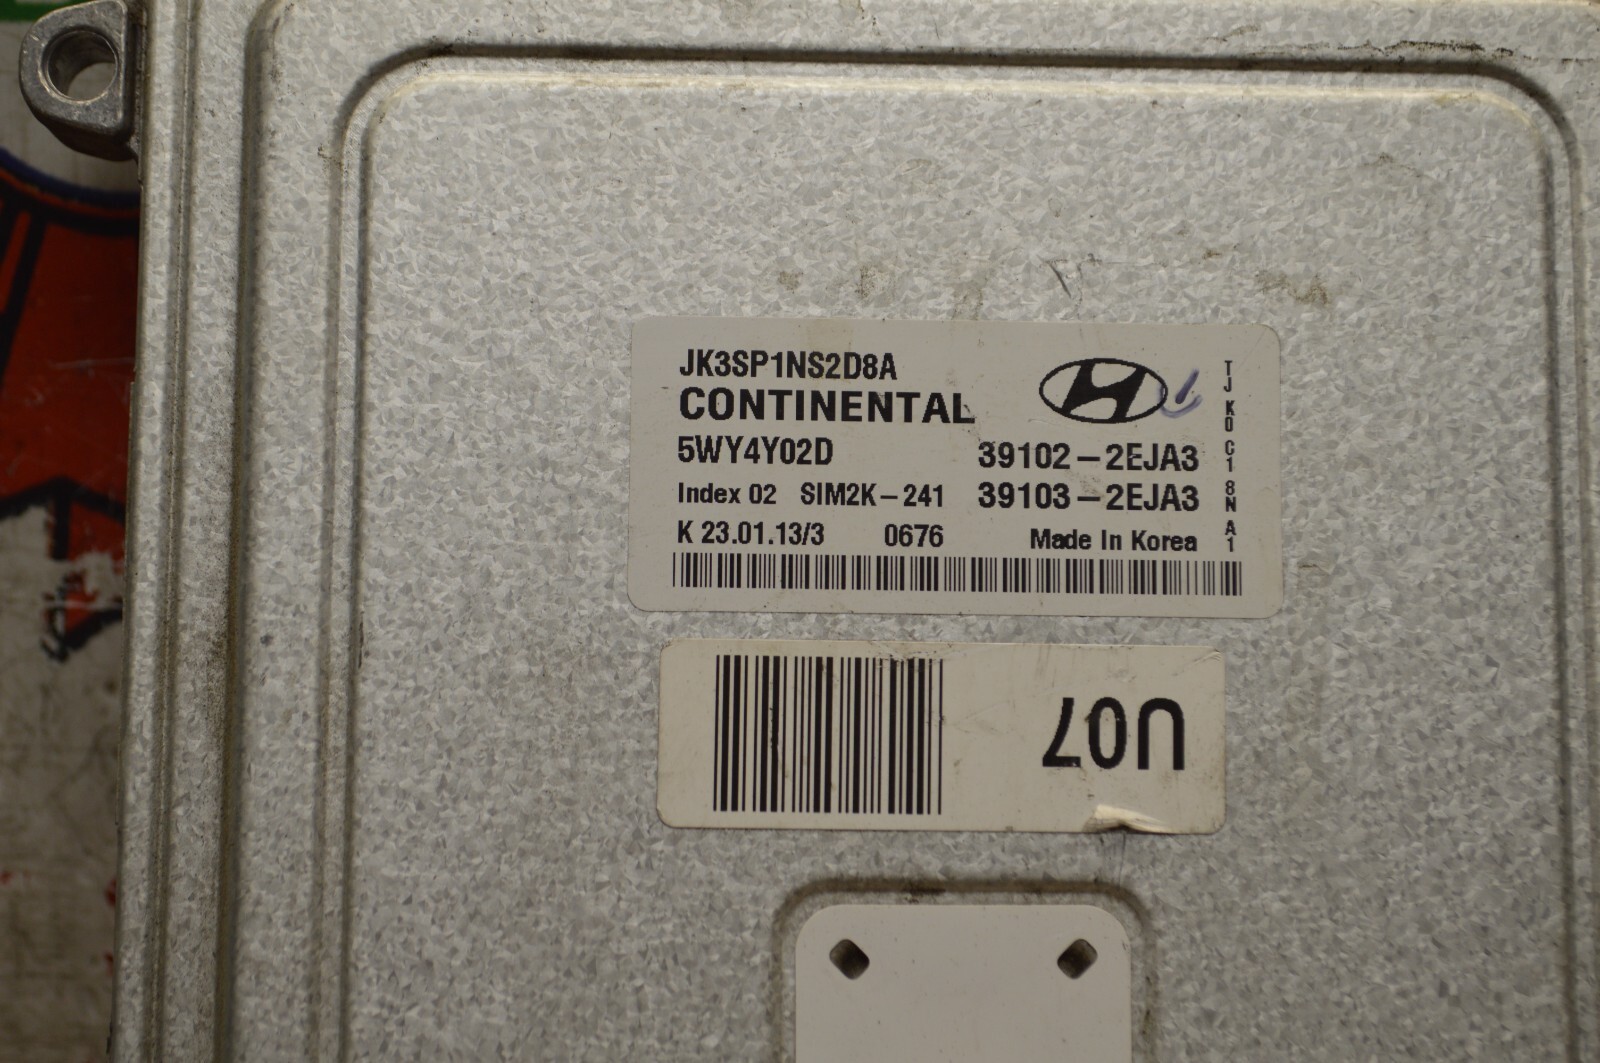 JK3SP1NS2D8A
CONTINENTAL
5WY4Y02D 39102-2EJA3
Index 02 SIM2K-241 39103-2EJA3
K 23.01.13/3 0676 Made In Korea
TJ K0 C1 8N A1
U07